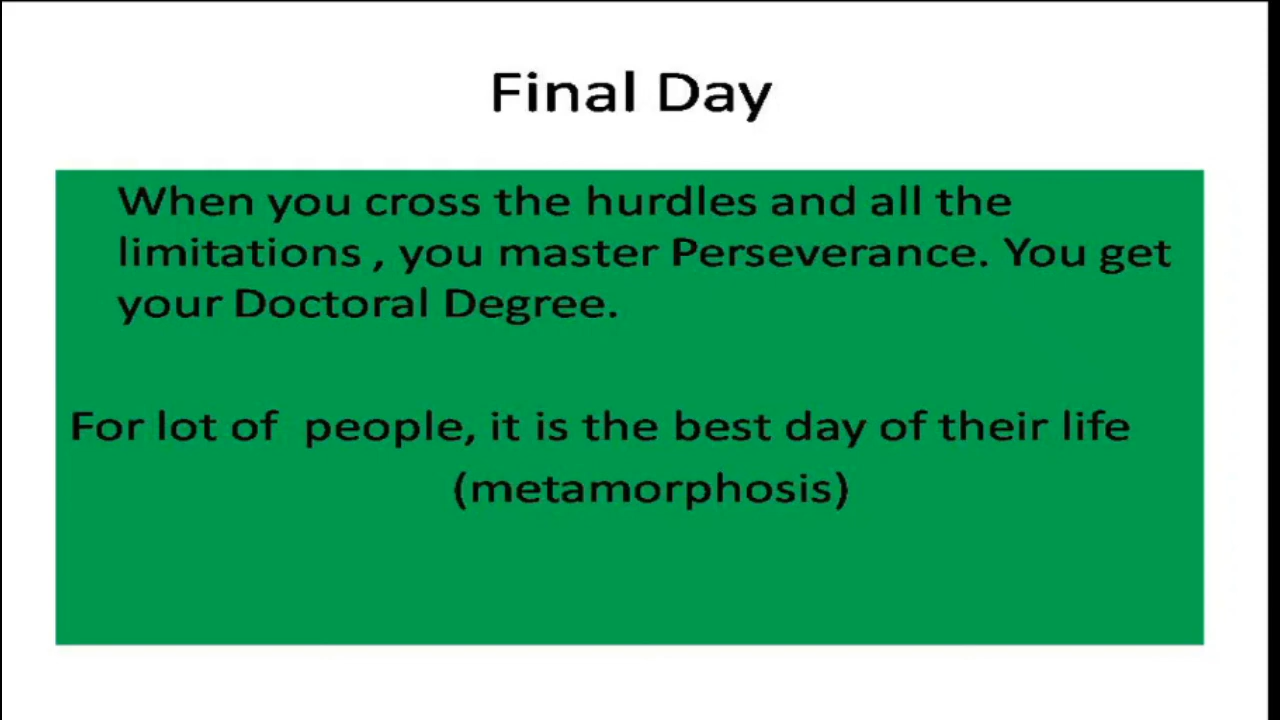 Final Day
When you cross the hurdles and all the
limitations , you master Perseverance. You get
your Doctoral Degree.
For lot of  people, it is the best day of their life
(metamorphosis)